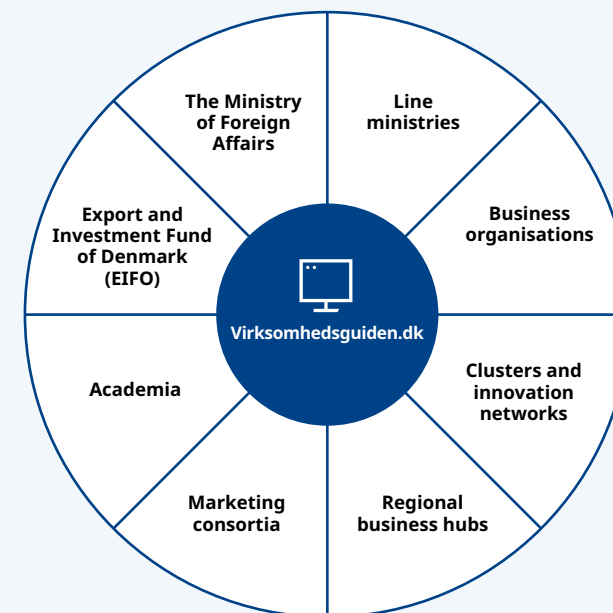 The Ministry
of Foreign
Affairs
Line
ministries
Business
organisations
Clusters and
innovation
networks
Regional
business hubs
Marketing
consortia
Academia
Export and
Investment Fund
of Denmark
(EIFO)
Virksomhedsguiden.dk